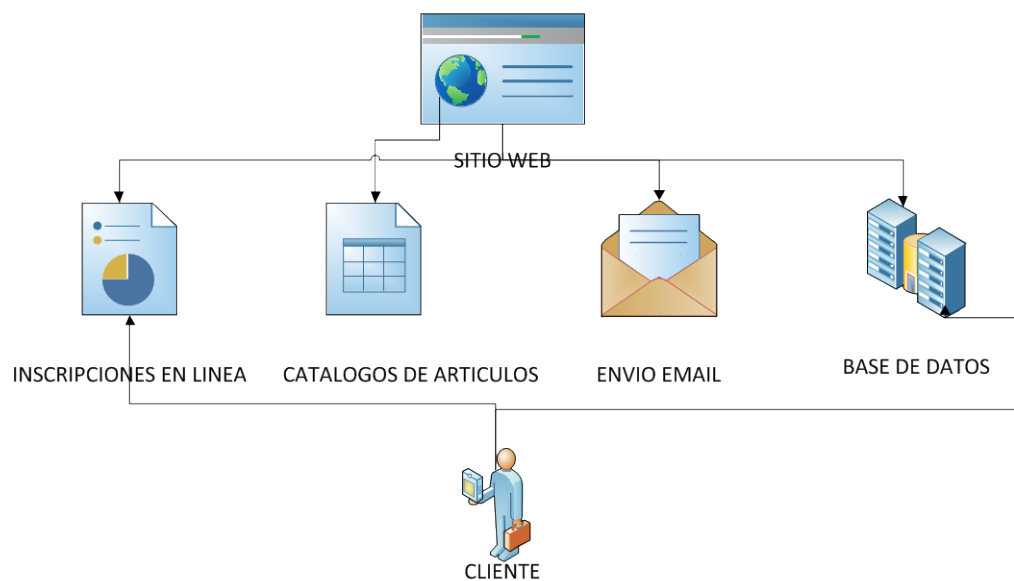 SITIO WEB
INSCRIPCIONES EN LINEA
CATALOGOS DE ARTICULOS
ENVIO EMAIL
BASE DE DATOS
CLIENTE